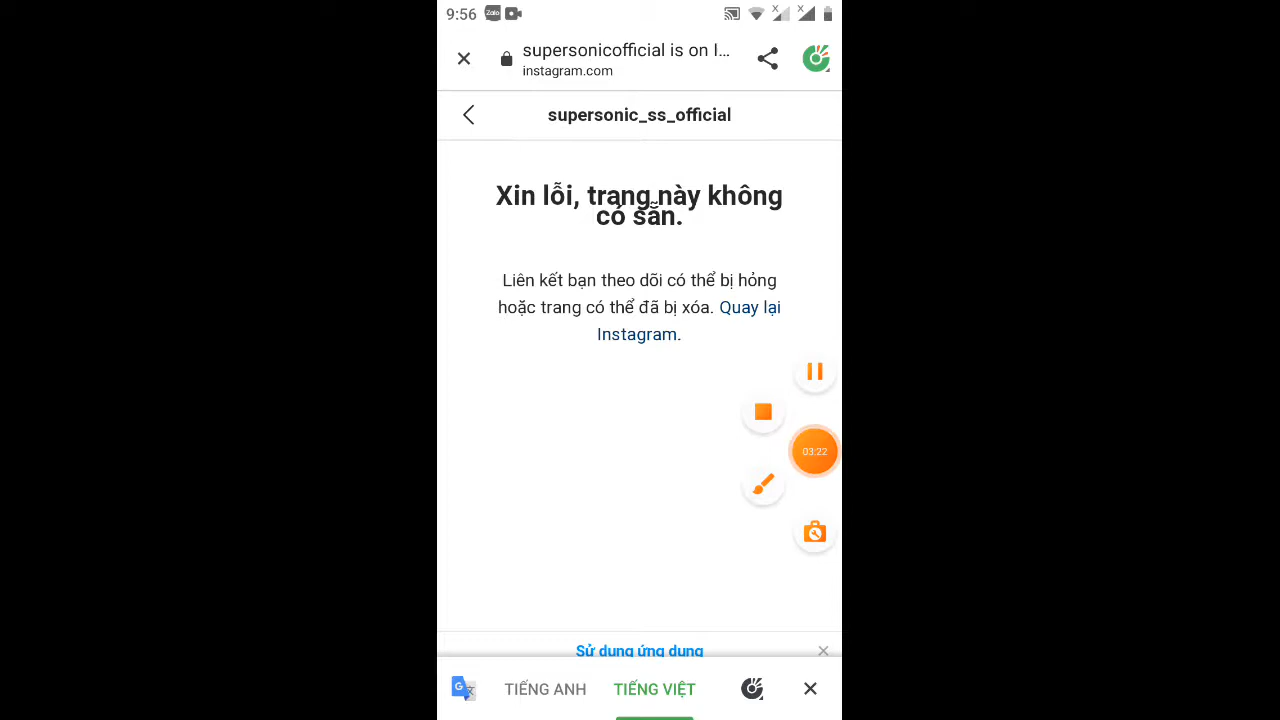 9:56 Zalo
supersonicofficial is on I...
instagram.com
supersonic_ss_official
Xin lỗi, trang này không
có sẵn.
Liên kết bạn theo dõi có thể bị hỏng
hoặc trang có thể đã bị xóa. Quay lại
Instagram.
03:22
Sử dụng ứng dụng
TIẾNG ANH TIẾNG VIỆT